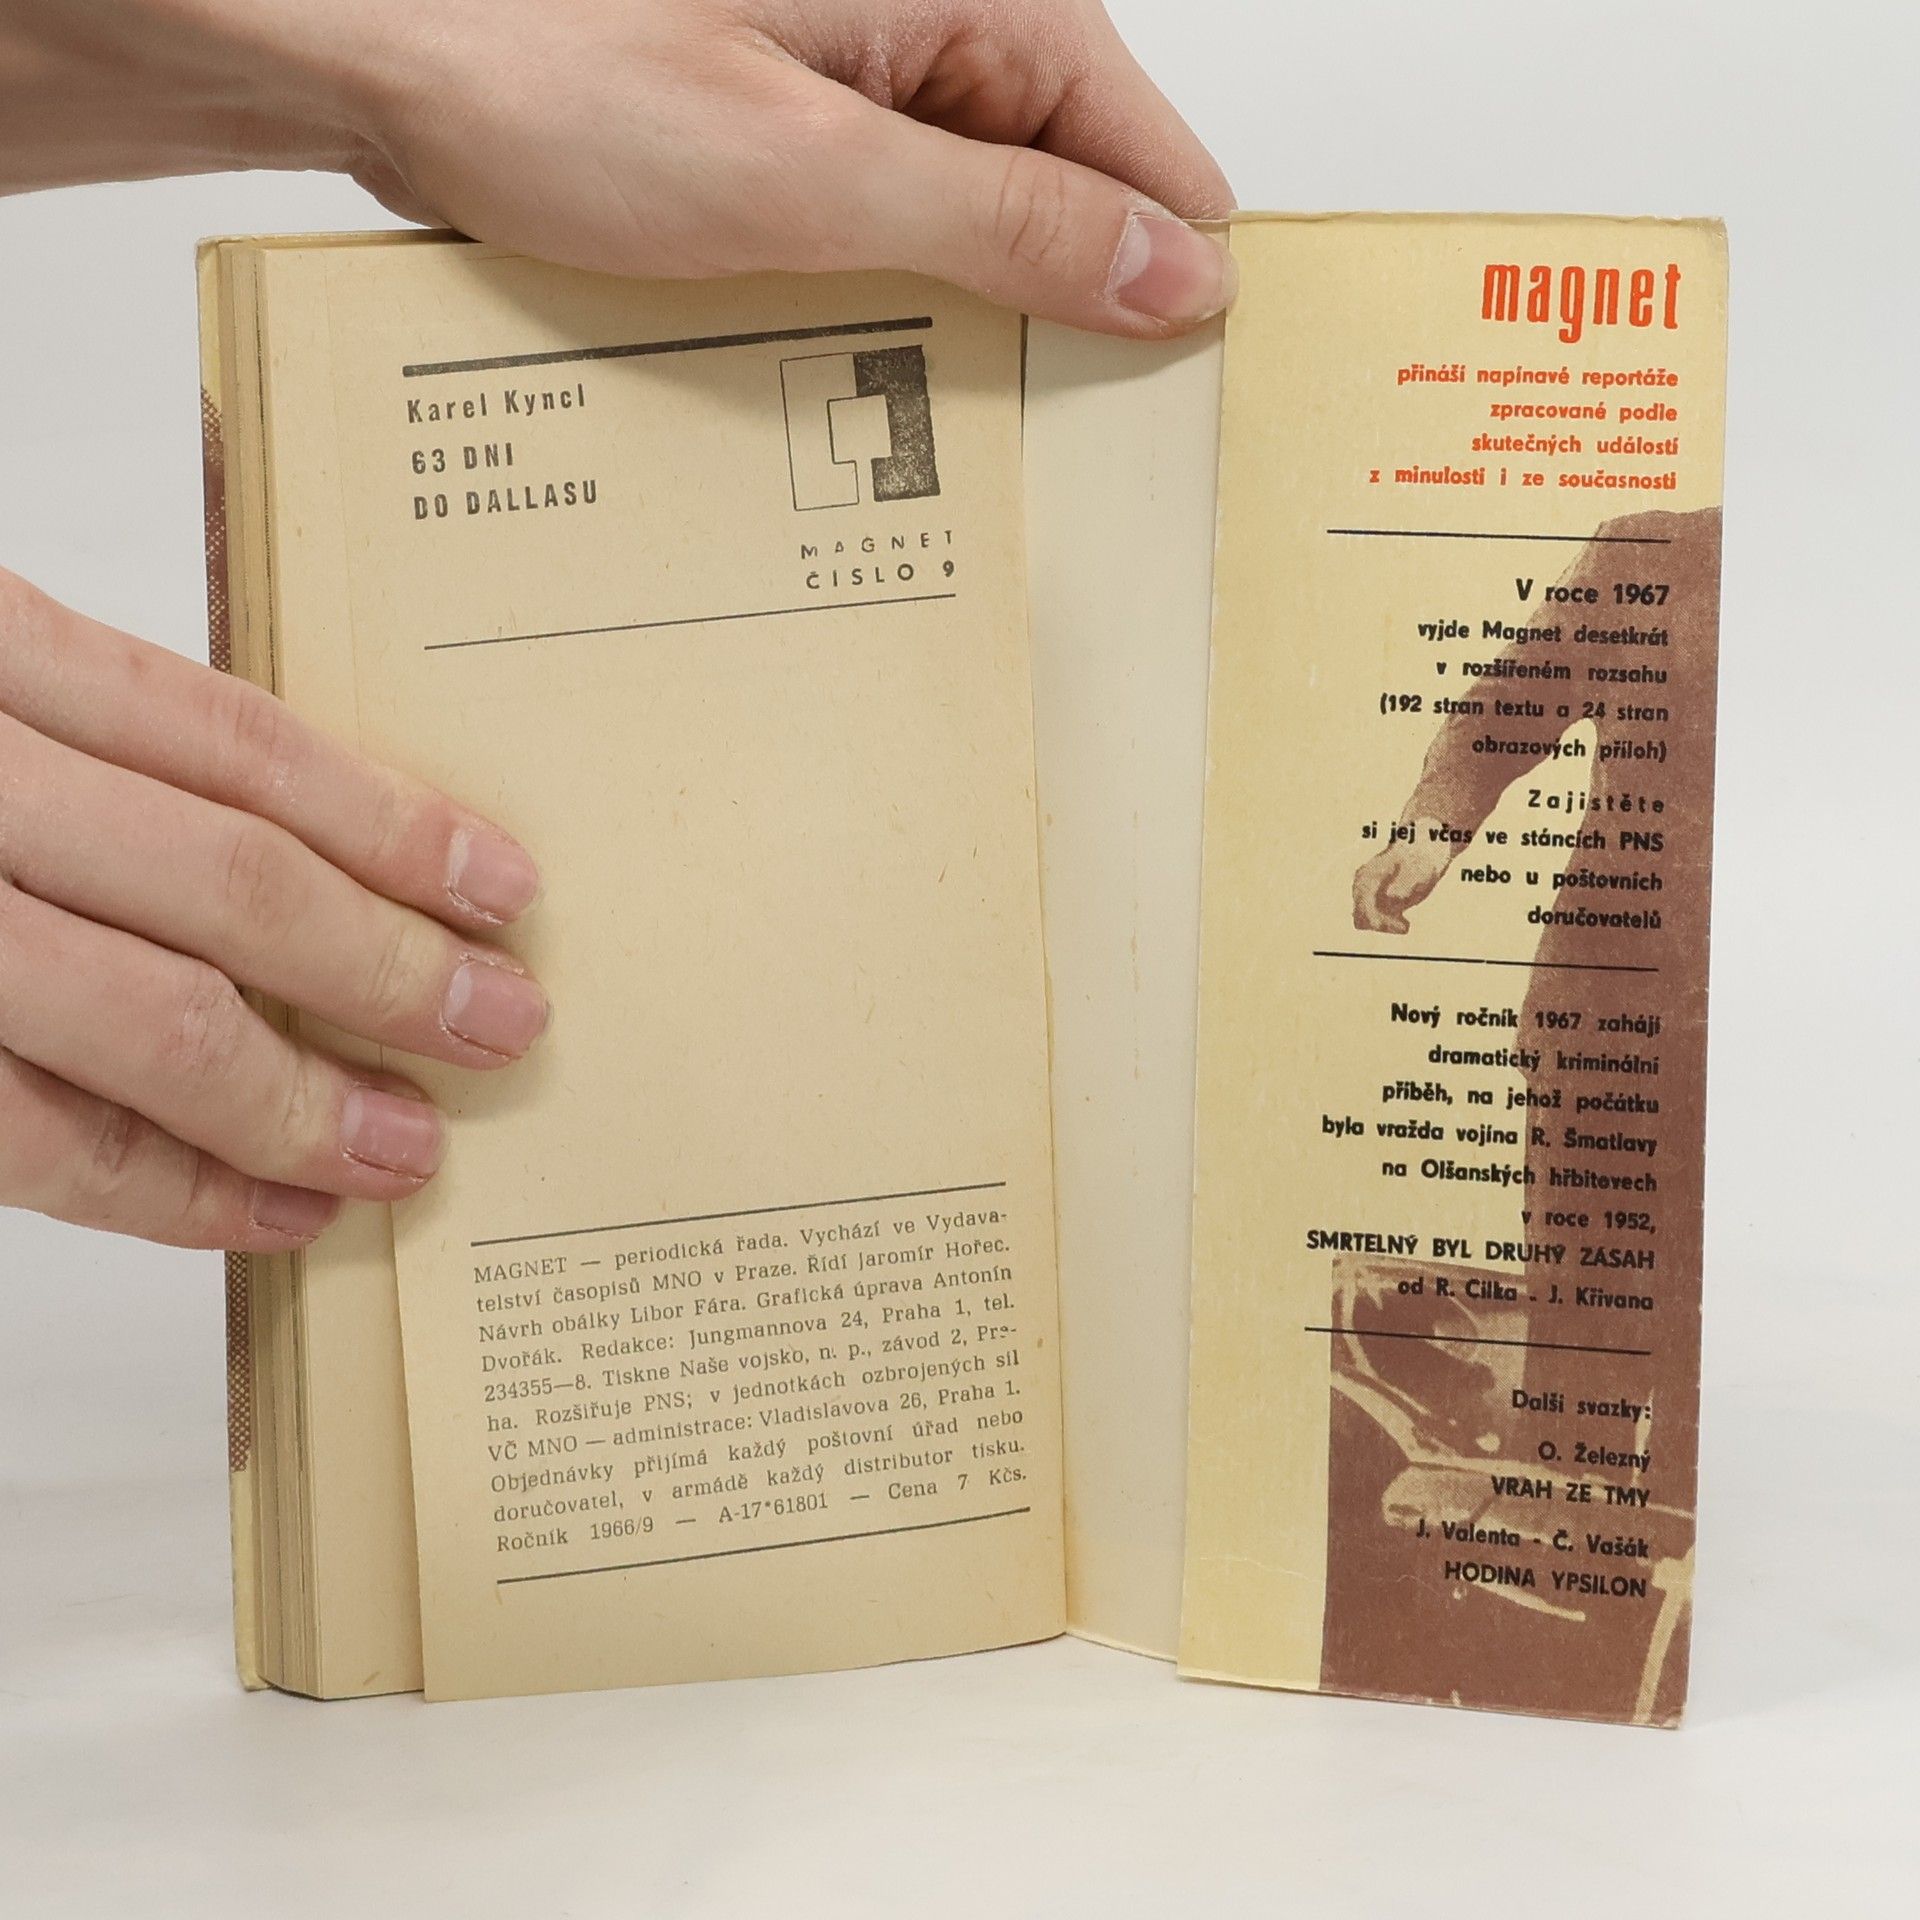 Karel Kyncl
63 DNI
DO DALLASU
MAGNET
ČÍSLO 9
MAGNET — periodická řada. Vychází ve Vydava-
telství časopisů MNO v Praze. Řídí Jaromír Hořec.
Návrh obálky Libor Fára. Grafická úprava Antonín
Dvořák. Redakce: Jungmannova 24, Praha 1, tel.
234355—8. Tiskne Naše vojsko, n. p., závod 2, Pra-
ha. Rozšiřuje PNS; v jednotkách ozbrojených sil
VČ MNO — administrace: Vladislavova 26, Praha 1.
Objednávky přijímá každý poštovní úřad nebo
doručovatel, v armádě každý distributor tisku.
Ročník 1966/9 — A-17*61801 — Cena 7 Kčs.
magnet
přináší napínavé reportáže
zpracované podle
skutečných událostí
z minulosti i ze současnosti
V roce 1967
vyjde Magnet desetkrát
v rozšířeném rozsahu
(192 stran textu a 24 stran
obrazových příloh)
Zajistěte
si jej včas ve stáncích PNS
nebo u poštovních
doručovatelů
Nový ročník 1967 zahájí
dramatický kriminální
příběh, na jehož počátku
byla vražda vojína R. Šmatlavy
na Olšanských hřbitovech
v roce 1952,
SMRTELNÝ BYL DRUHÝ ZÁSAH
od R. Cilka - J. Křivana
Další svazky:
O. Železný
VRAH ZE TMY
J. Valenta - Č. Vašák
HODINA YPSILON